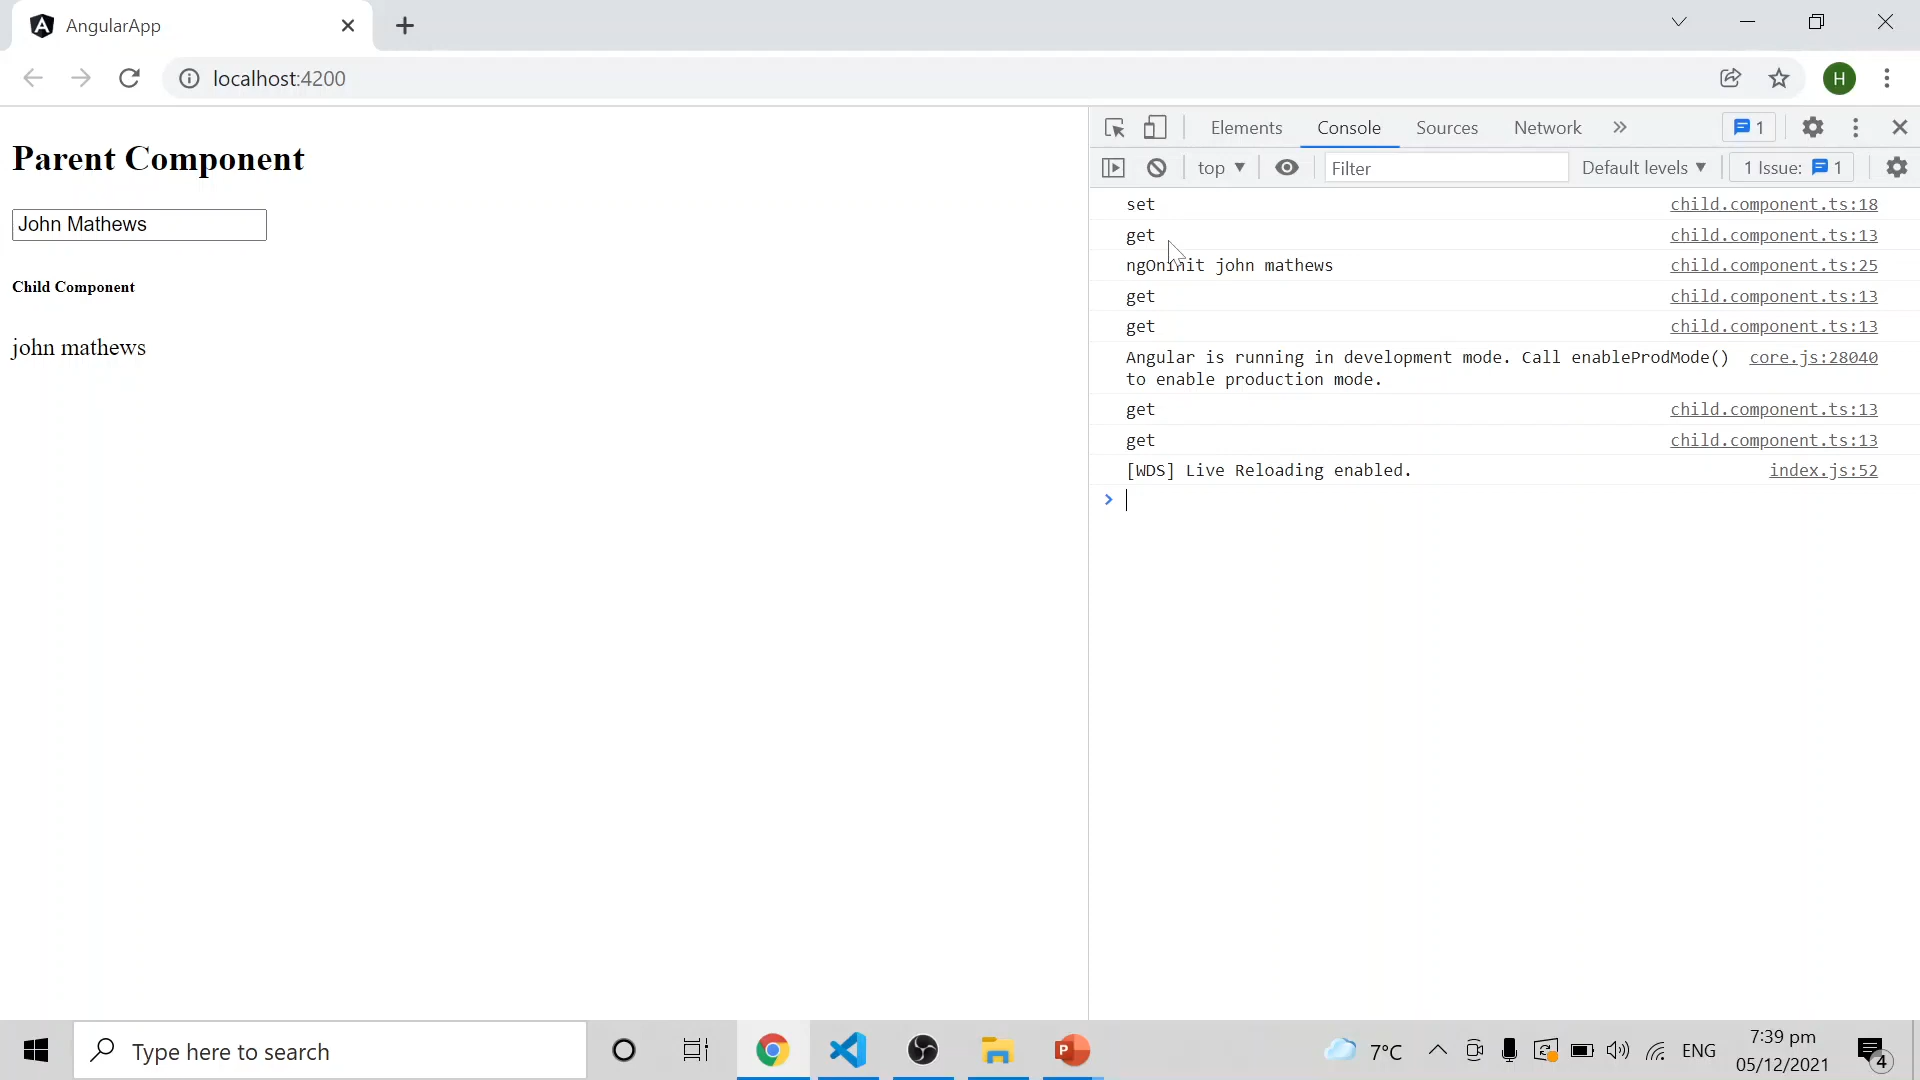 AngularApp
localhost:4200
H
Parent Component
John Mathews
Child Component
john mathews
Elements Console Sources Network 1
top Filter Default levels 1 Issue: 1
set child.component.ts:18
get child.component.ts:13
ngOnInit john mathews child.component.ts:25
get child.component.ts:13
get child.component.ts:13
Angular is running in development mode. Call enableProdMode() core.js:28040
to enable production mode.
get child.component.ts:13
get child.component.ts:13
[WDS] Live Reloading enabled. index.js:52
Type here to search
7°C
ENG
7:39 pm
05/12/2021
4